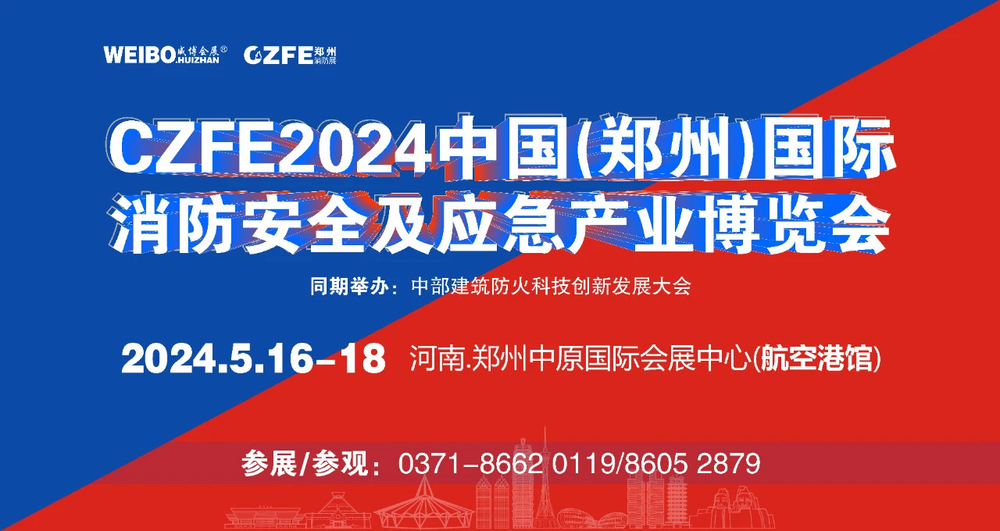 WEIBO威博会展® CZFE郑州
.HUIZHAN 消防展
CZFE2024中国(郑州)国际
消防安全及应急产业博览会
同期举办：中部建筑防火科技创新发展大会
2024.5.16-18 河南.郑州中原国际会展中心(航空港馆)
参展/参观：0371-8662 0119/8605 2879